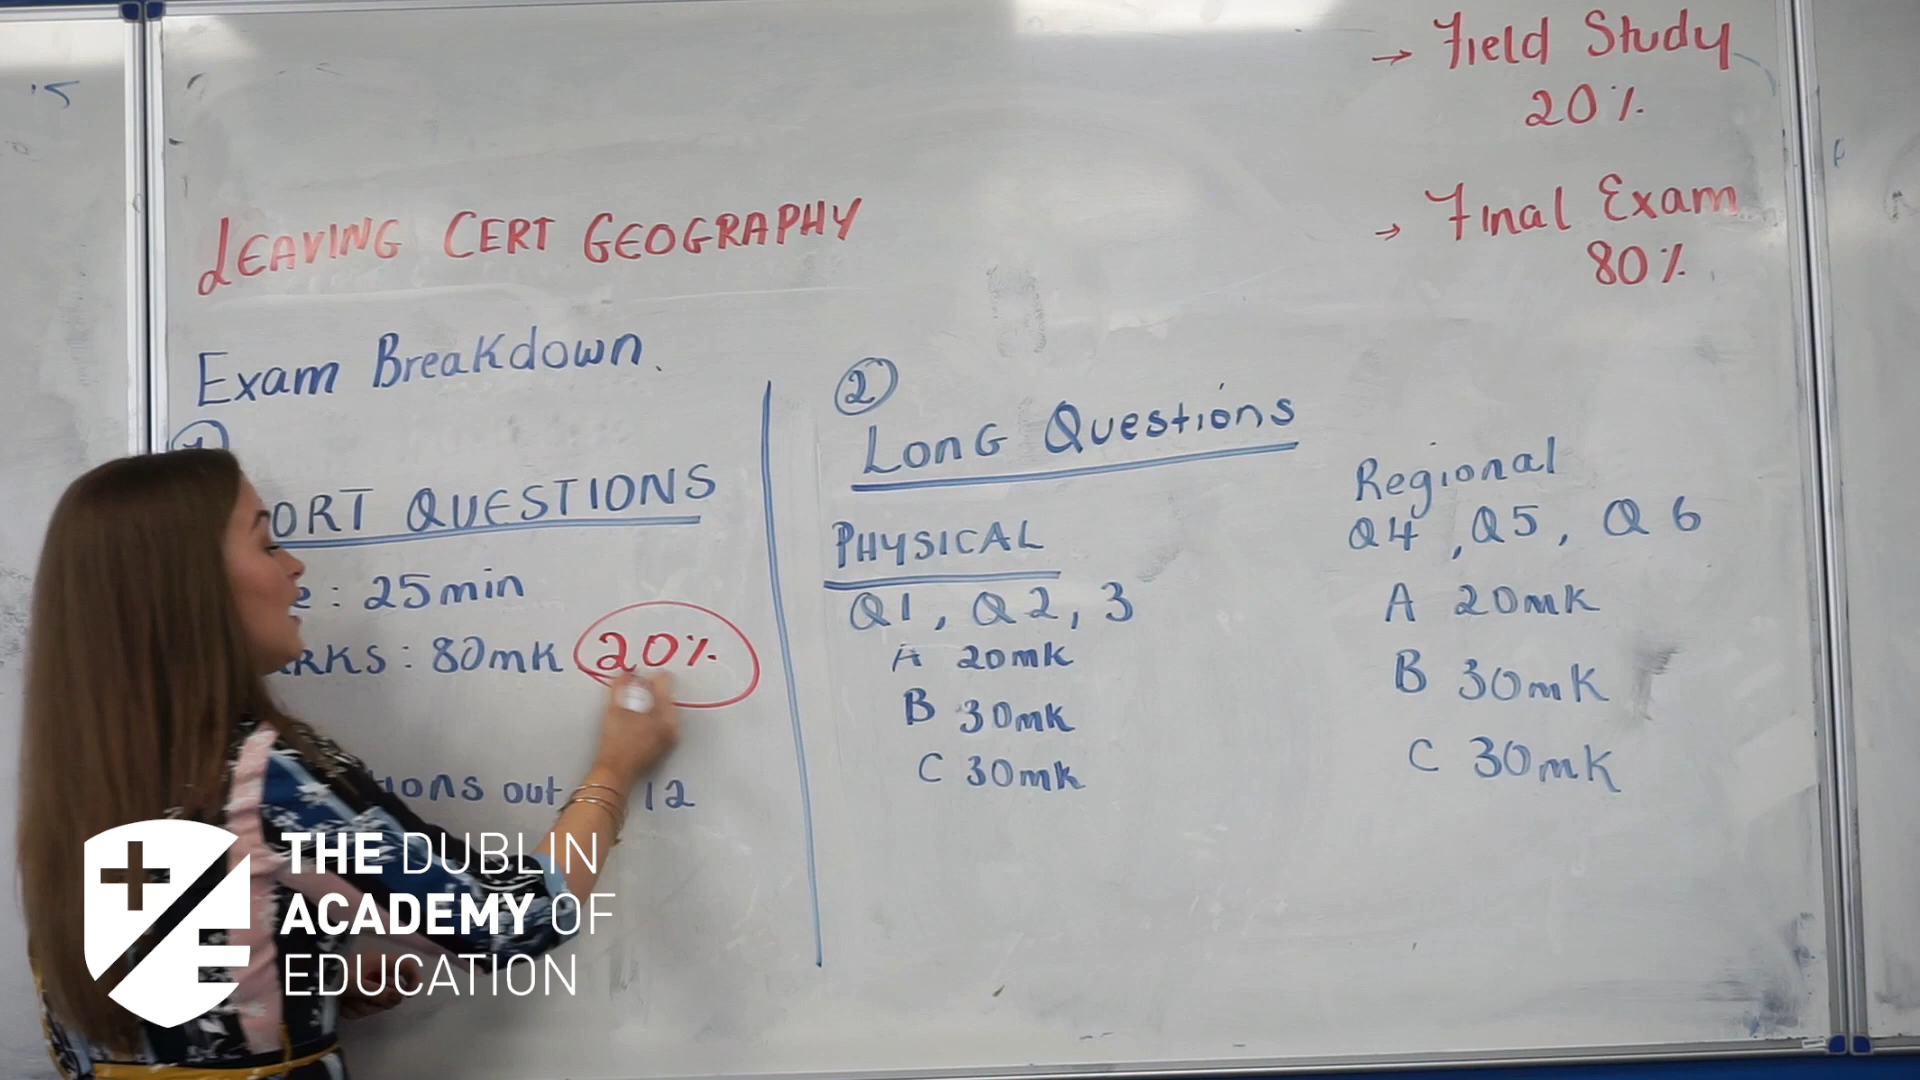 → Field Study
20%
→ Final Exam
80%
LEAVING CERT GEOGRAPHY
Exam Breakdown.
ORT QUESTIONS
e: 25min
RKS: 80mk 20%
ions out 12
2
Long Questions
PHYSICAL
Q1, Q2, 3
A 20mk
B 30mk
C 30mk
Regional
Q4, Q5, Q6
A 20mk
B 30mk
C 30mk
THE DUBLIN
ACADEMY OF
EDUCATION